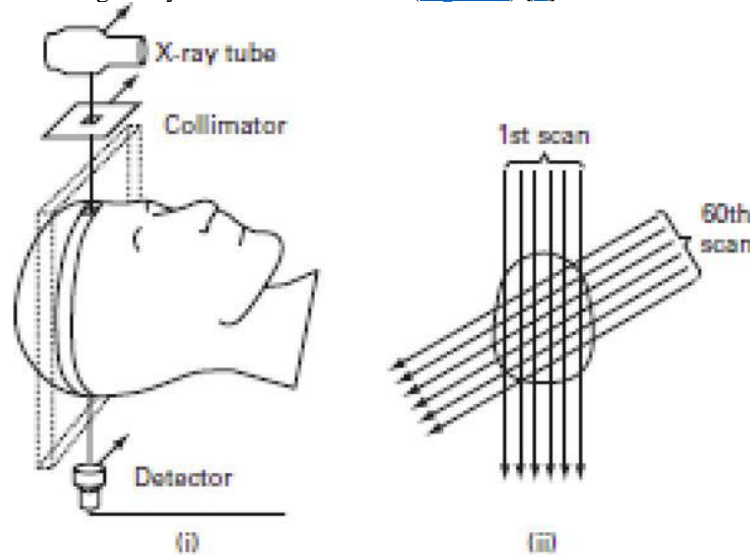 X-ray tube
Collimator
1st scan
60th
scan
Detector
(i)
(ii)